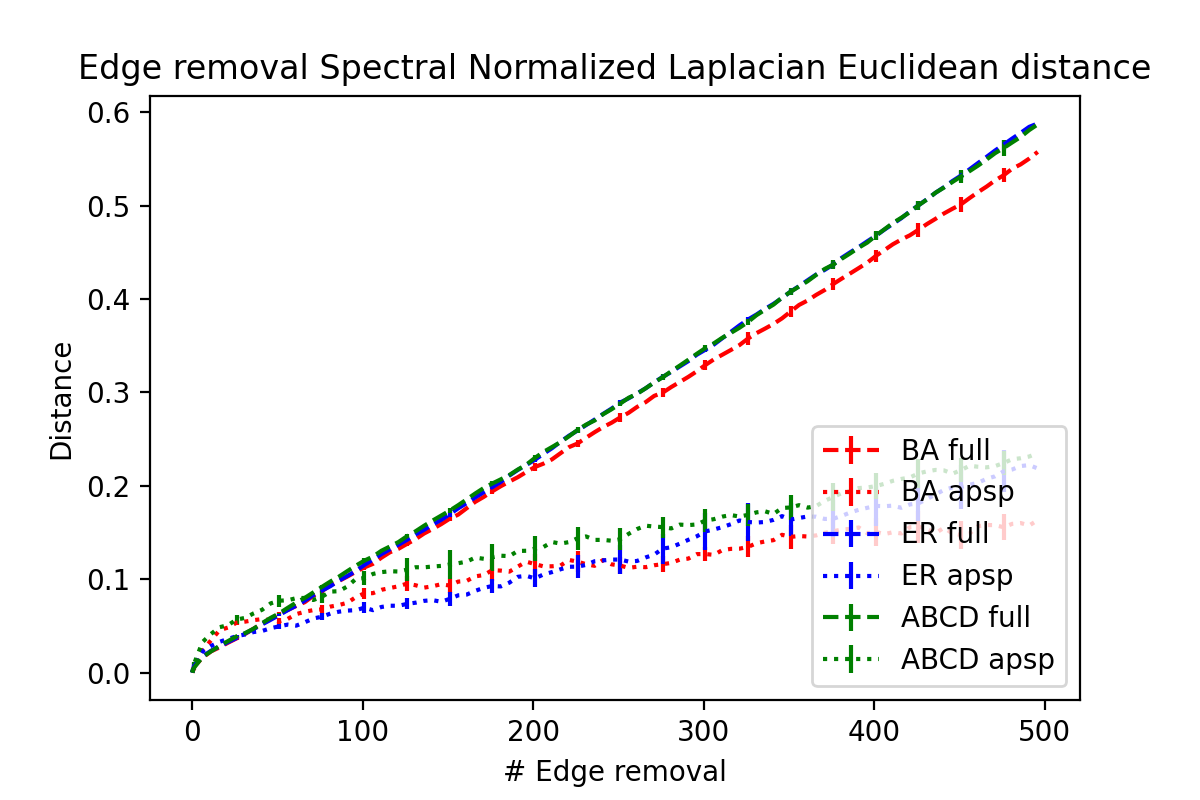 Edge removal Spectral Normalized Laplacian Euclidean distance
0.6
0.5
0.4
0.3
0.2
0.1
0.0
Distance
BA full
BA apsp
ER full
ER apsp
ABCD full
ABCD apsp
0 100 200 300 400 500
# Edge removal